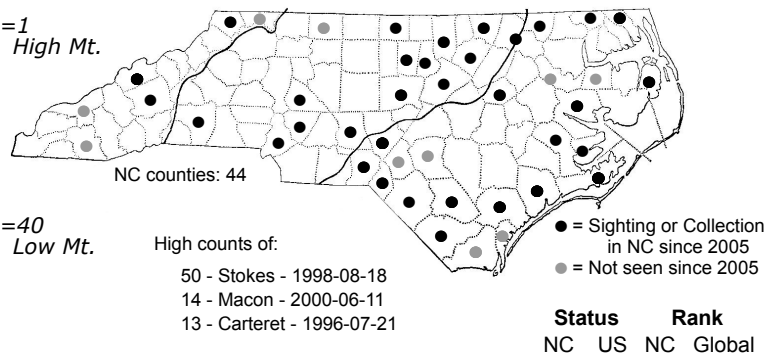 =1
High Mt.
NC counties: 44
=40
Low Mt.
High counts of:
50 - Stokes - 1998-08-18
14 - Macon - 2000-06-11
13 - Carteret - 1996-07-21
= Sighting or Collection
in NC since 2005
= Not seen since 2005
Status Rank
NC US NC Global